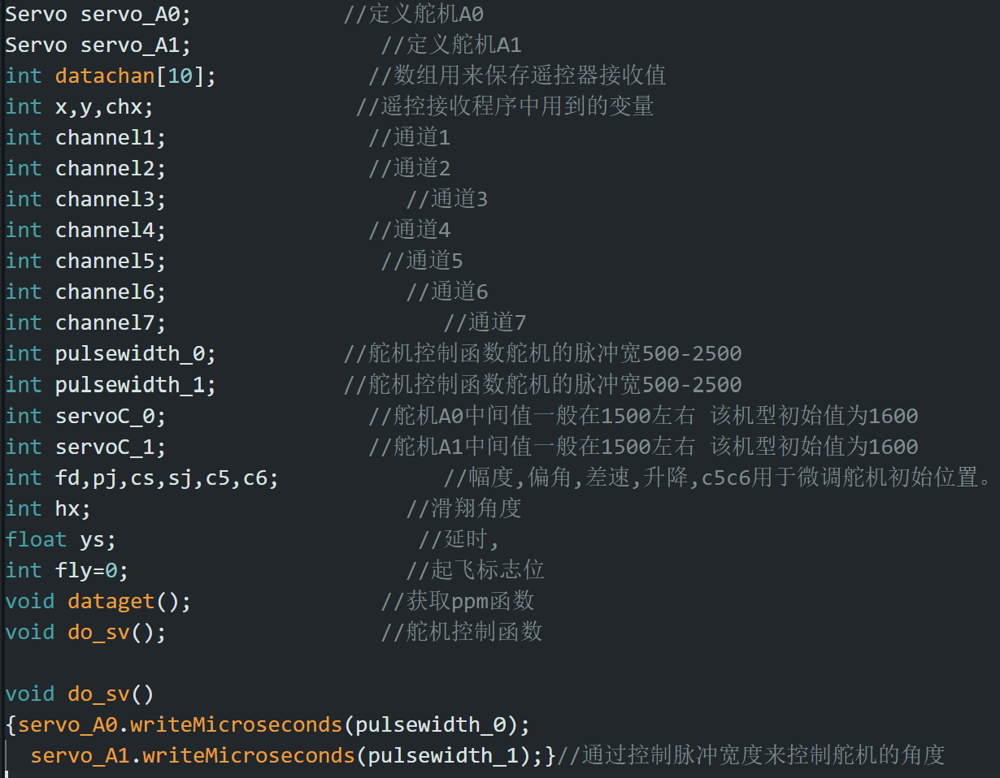 Servo servo_A0; //定义舵机A0
Servo servo_A1; //定义舵机A1
int datachan[10]; //数组用来保存遥控器接收值
int x,y,chx; //遥控接收程序中用到的变量
int channel1; //通道1
int channel2; //通道2
int channel3; //通道3
int channel4; //通道4
int channel5; //通道5
int channel6; //通道6
int channel7; //通道7
int pulsewidth_0; //舵机控制函数舵机的脉冲宽500-2500
int pulsewidth_1; //舵机控制函数舵机的脉冲宽500-2500
int servoC_0; //舵机A0中间值一般在1500左右 该机型初始值为1600
int servoC_1; //舵机A1中间值一般在1500左右 该机型初始值为1600
int fd,pj,cs,sj,c5,c6; //幅度,偏角,差速,升降,c5c6用于微调舵机初始位置。
int hx; //滑翔角度
float ys; //延时,
int fly=0; //起飞标志位
void dataget(); //获取ppm函数
void do_sv(); //舵机控制函数
void do_sv()
{servo_A0.writeMicroseconds(pulsewidth_0);
servo_A1.writeMicroseconds(pulsewidth_1);}//通过控制脉冲宽度来控制舵机的角度